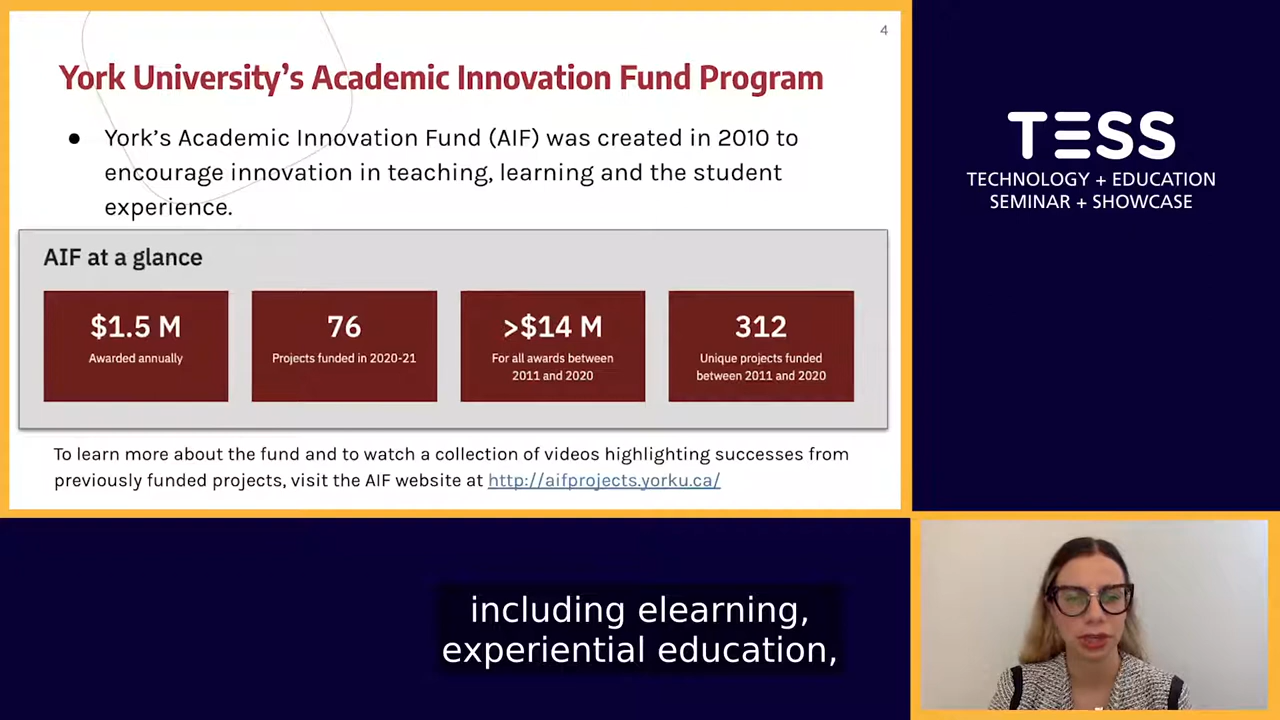 4
York University’s Academic Innovation Fund Program
● York’s Academic Innovation Fund (AIF) was created in 2010 to
encourage innovation in teaching, learning and the student
experience.
AIF at a glance
$1.5 M
Awarded annually
76
Projects funded in 2020-21
>$14 M
For all awards between
2011 and 2020
312
Unique projects funded
between 2011 and 2020
To learn more about the fund and to watch a collection of videos highlighting successes from
previously funded projects, visit the AIF website at http://aifprojects.yorku.ca/
TESS
TECHNOLOGY + EDUCATION
SEMINAR + SHOWCASE
including elearning,
experiential education,